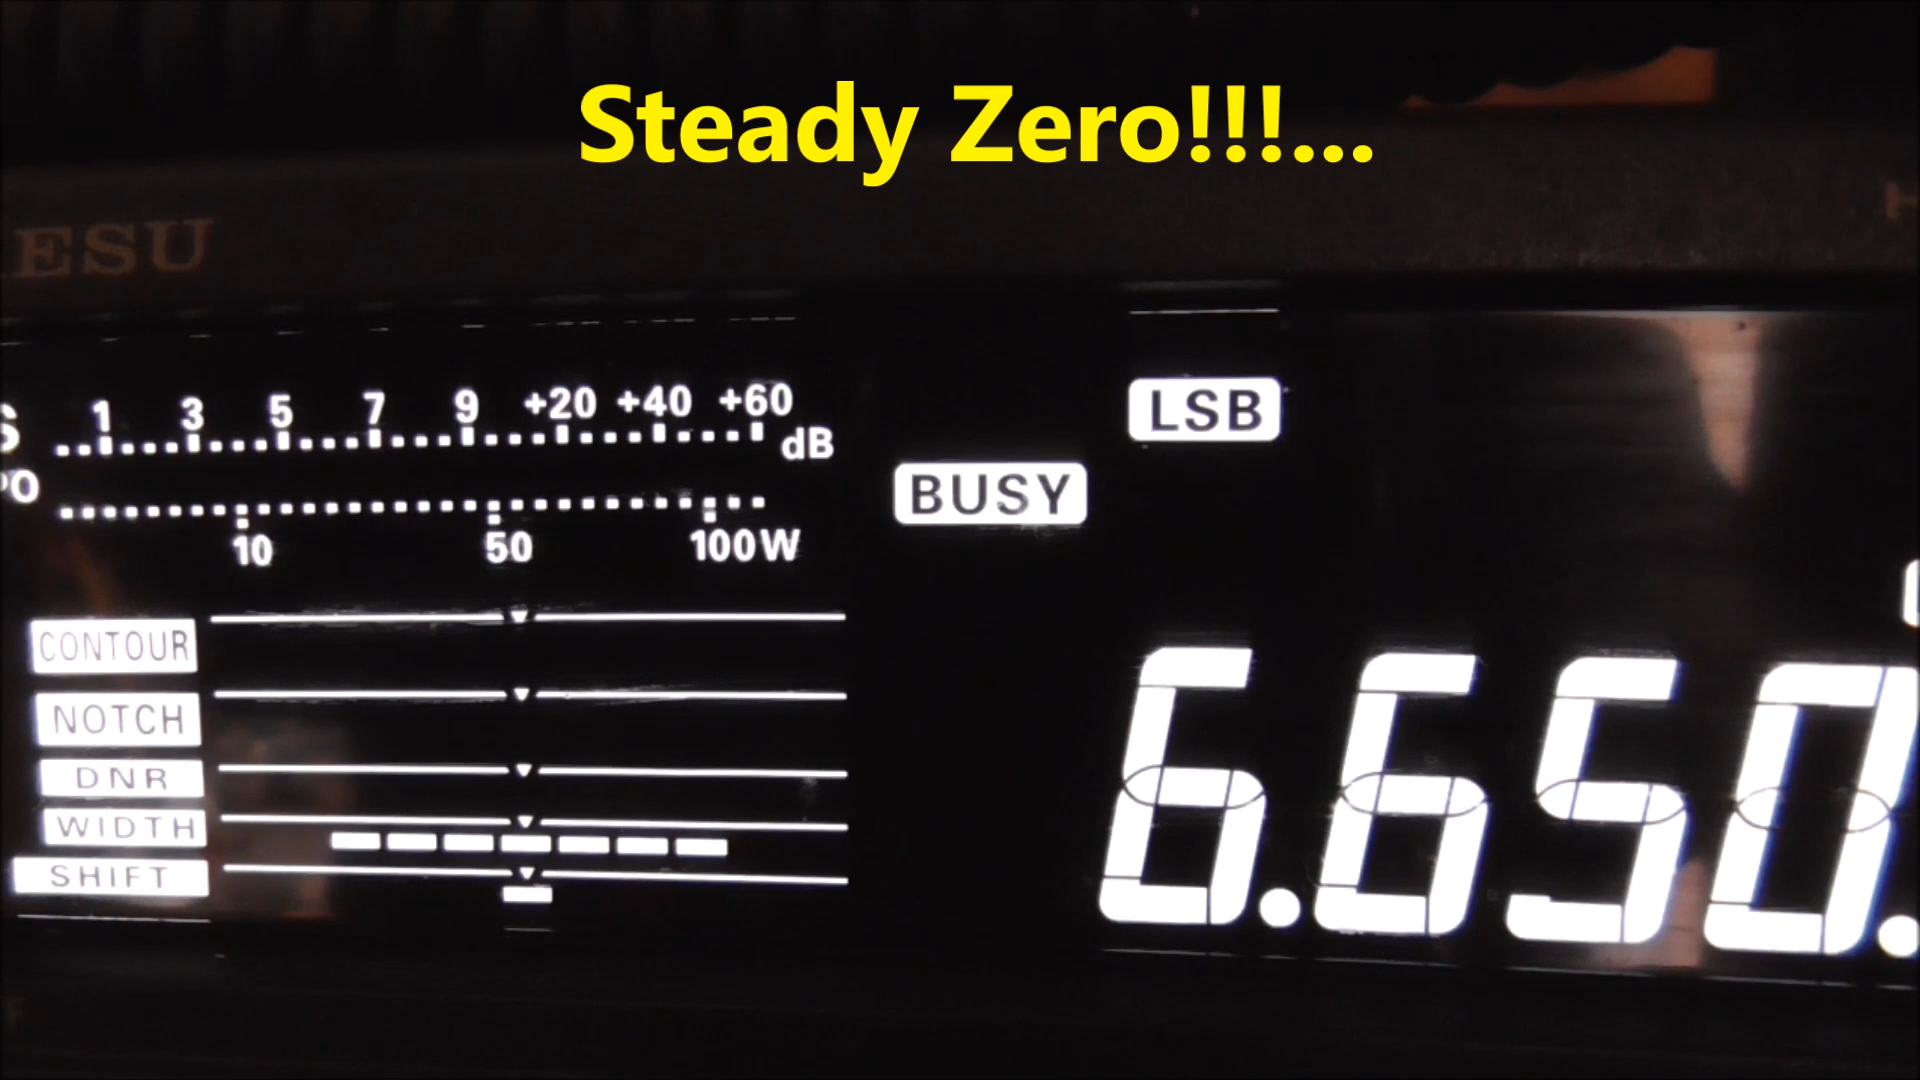 Steady Zero!!!...
ESU
1 3 5 7 9 +20 +40 +60
dB
LSB
BUSY
10 50 100W
CONTOUR
NOTCH
DNR
WIDTH
SHIFT
6.650.